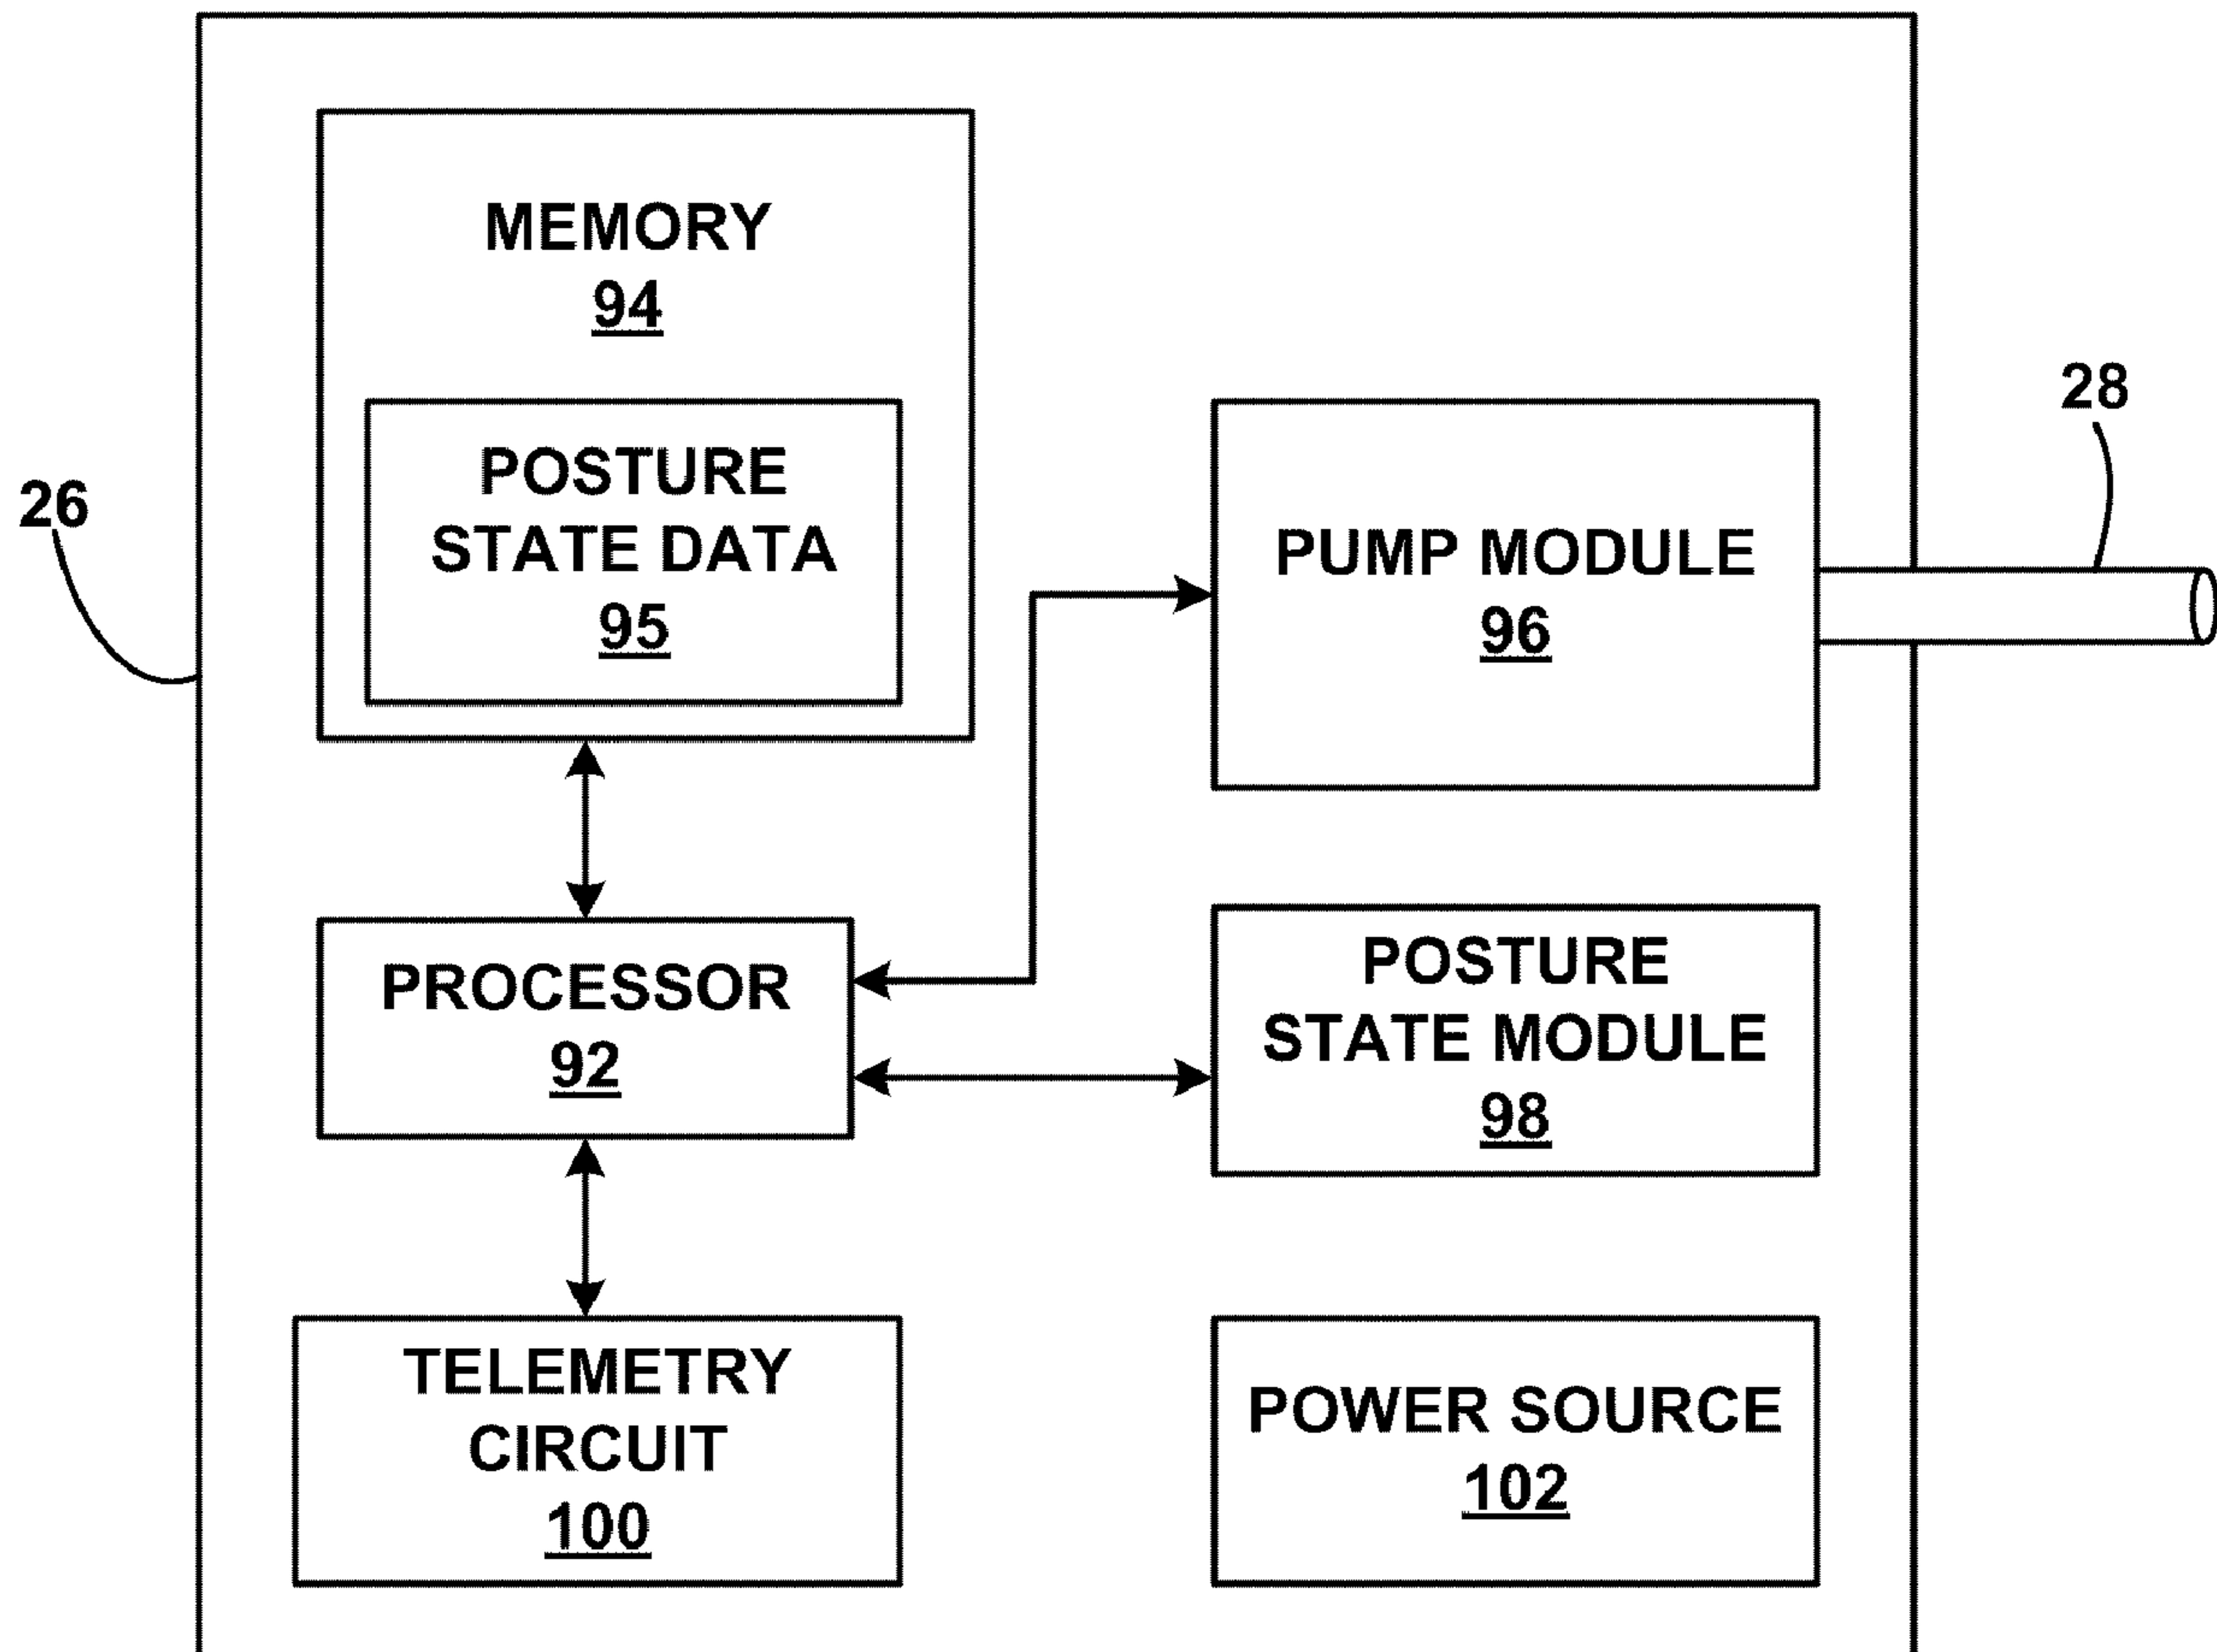 MEMORY
94
POSTURE
STATE DATA
95
26
28
PUMP MODULE
96
PROCESSOR
92
POSTURE
STATE MODULE
98
TELEMETRY
CIRCUIT
100
POWER SOURCE
102